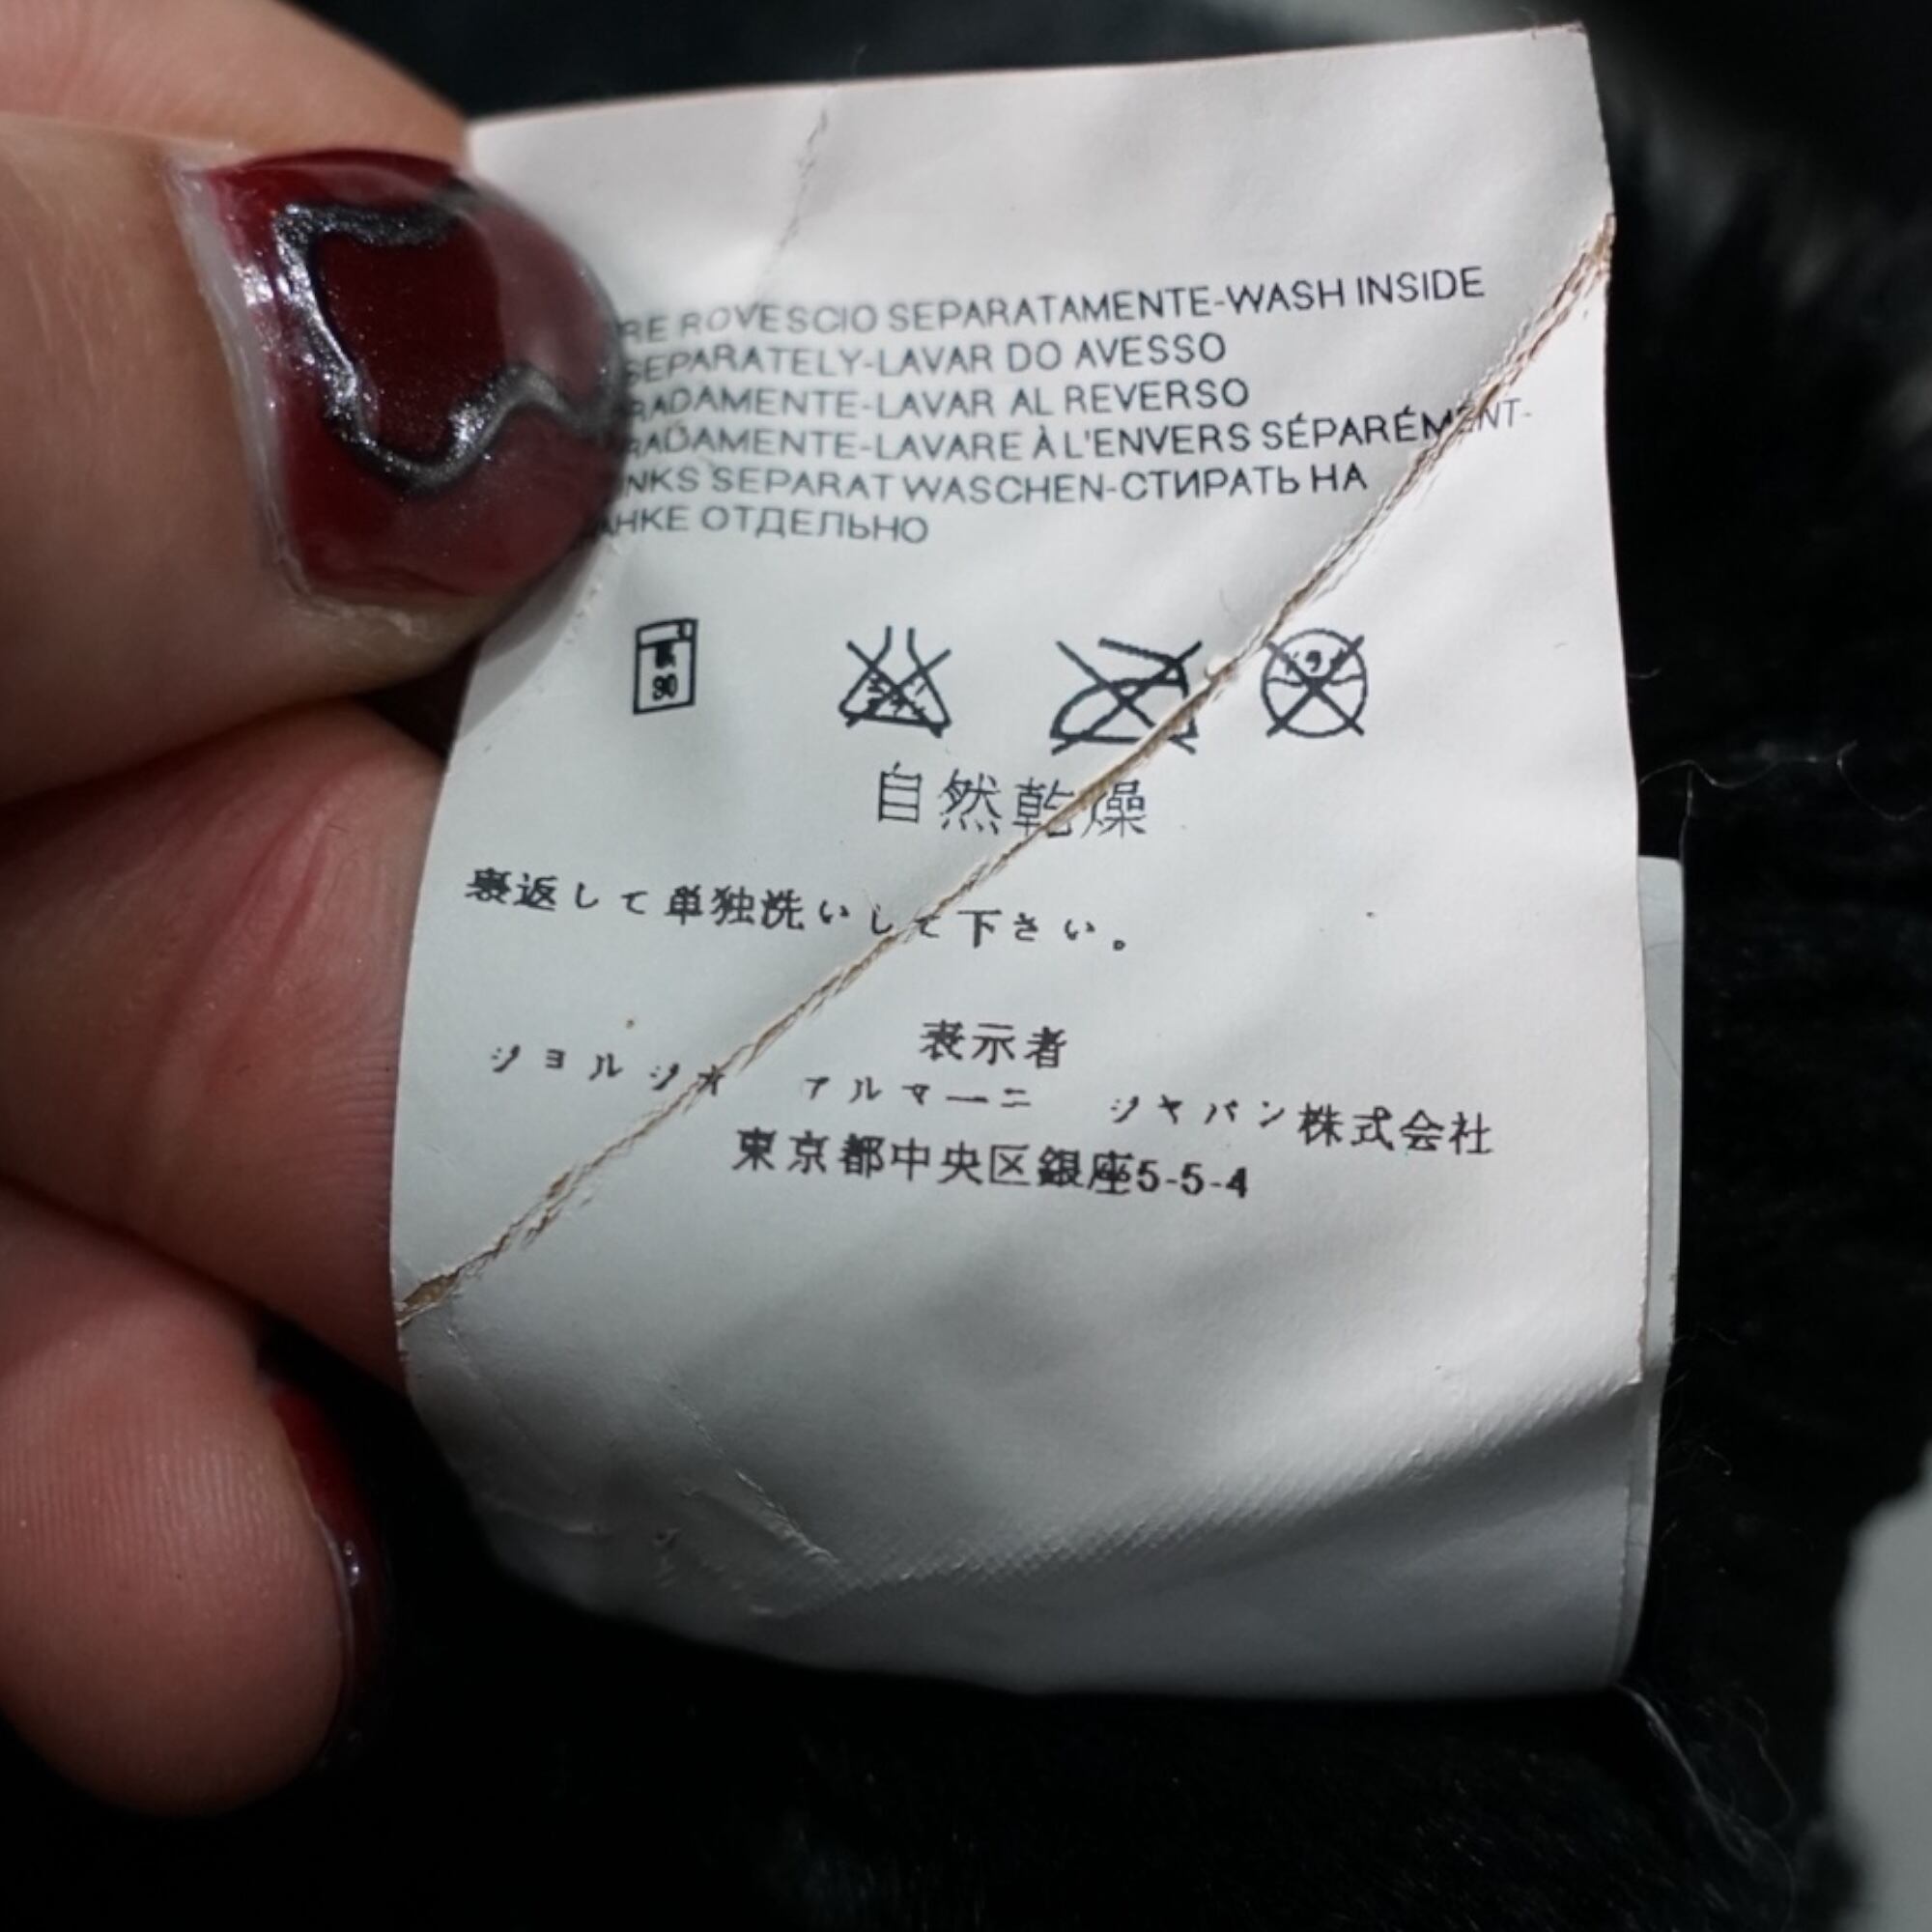 ROVESCIO SEPARATAMENTE-WASH INSIDE
SEPARATELY-LAVAR DO AVESSO
RADAMENTE-LAVAR AL REVERSO
RADAMENTE-LAVARE À L'ENVERS SÉPARÉMENT-
NKS SEPARAT WASCHEN-СТИРАТЬ НА
АНКЕ ОТДЕЛЬНО
30
自然乾燥
裏返して単独洗いして下さい。
表示者
ジョルジオ アルマーニ ジャパン株式会社
東京都中央区銀座5-5-4